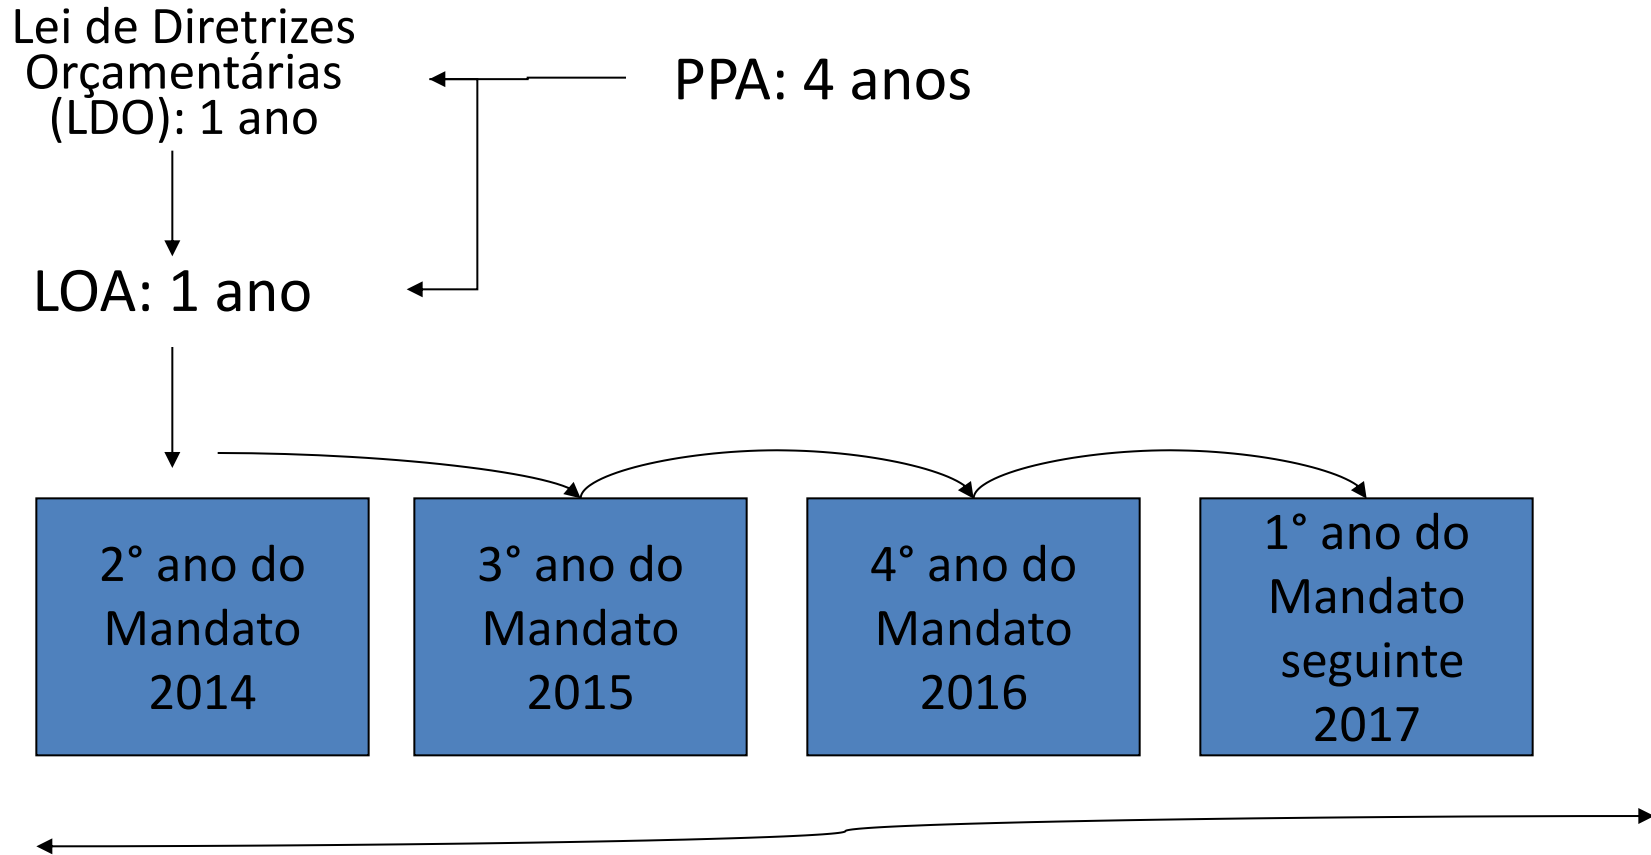 Lei de Diretrizes
Orçamentárias
(LDO): 1 ano
PPA: 4 anos
LOA: 1 ano
2° ano do
Mandato
2014
3° ano do
Mandato
2015
4° ano do
Mandato
2016
1° ano do
Mandato
seguinte
2017